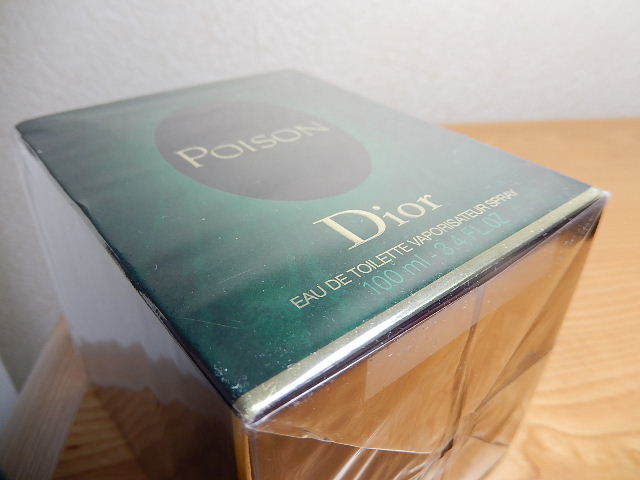 POISON
Dior
EAU DE TOILETTE VAPORISATEUR SPRAY
100 ml - 3.4 FL.OZ